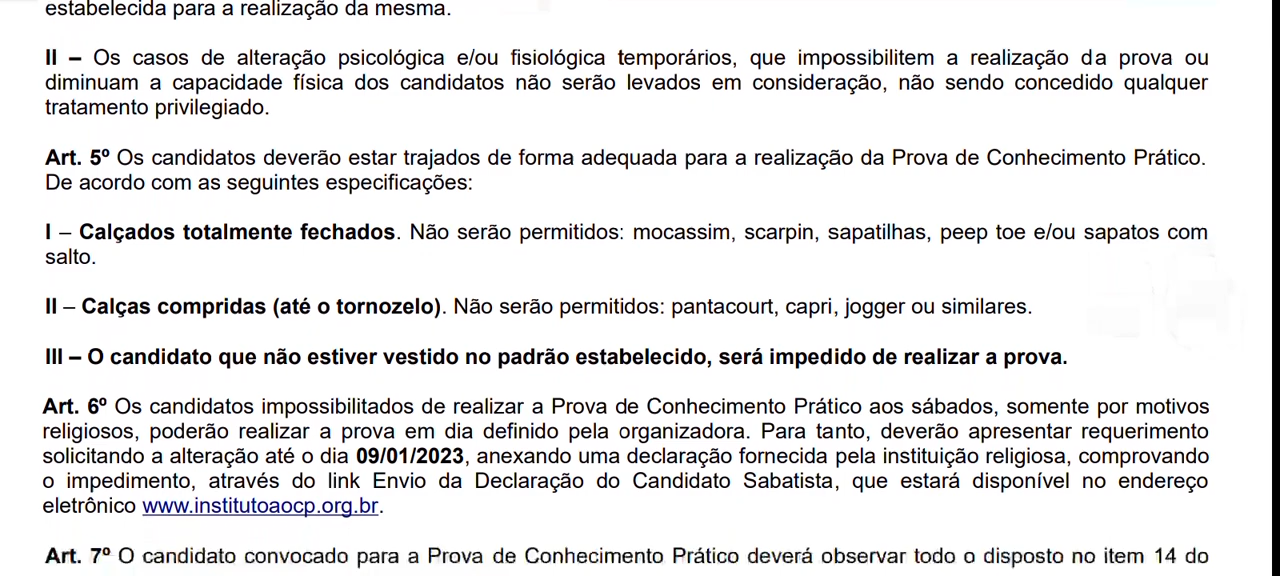 estabelecida para a realização da mesma.
II – Os casos de alteração psicológica e/ou fisiológica temporários, que impossibilitem a realização da prova ou
diminuam a capacidade física dos candidatos não serão levados em consideração, não sendo concedido qualquer
tratamento privilegiado.
Art. 5º Os candidatos deverão estar trajados de forma adequada para a realização da Prova de Conhecimento Prático.
De acordo com as seguintes especificações:
I – Calçados totalmente fechados. Não serão permitidos: mocassim, scarpin, sapatilhas, peep toe e/ou sapatos com
salto.
II – Calças compridas (até o tornozelo). Não serão permitidos: pantacourt, capri, jogger ou similares.
III – O candidato que não estiver vestido no padrão estabelecido, será impedido de realizar a prova.
Art. 6º Os candidatos impossibilitados de realizar a Prova de Conhecimento Prático aos sábados, somente por motivos
religiosos, poderão realizar a prova em dia definido pela organizadora. Para tanto, deverão apresentar requerimento
solicitando a alteração até o dia 09/01/2023, anexando uma declaração fornecida pela instituição religiosa, comprovando
o impedimento, através do link Envio da Declaração do Candidato Sabatista, que estará disponível no endereço
eletrônico www.institutoaocp.org.br.
Art. 7º O candidato convocado para a Prova de Conhecimento Prático deverá observar todo o disposto no item 14 do